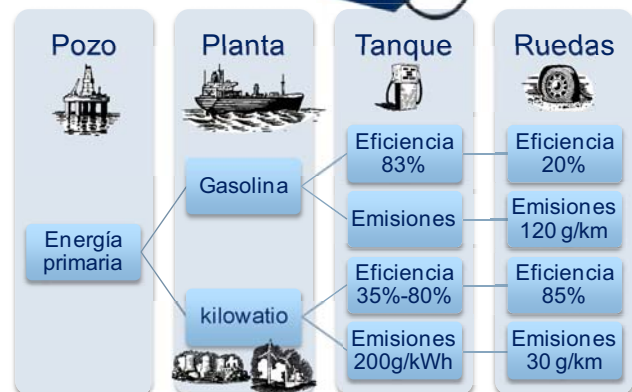 Pozo
Planta
Tanque
Ruedas
Energía
primaria
Gasolina
kilowatio
Eficiencia
83%
Emisiones
Eficiencia
35%-80%
Emisiones
200g/kWh
Eficiencia
20%
Emisiones
120 g/km
Eficiencia
85%
Emisiones
30 g/km